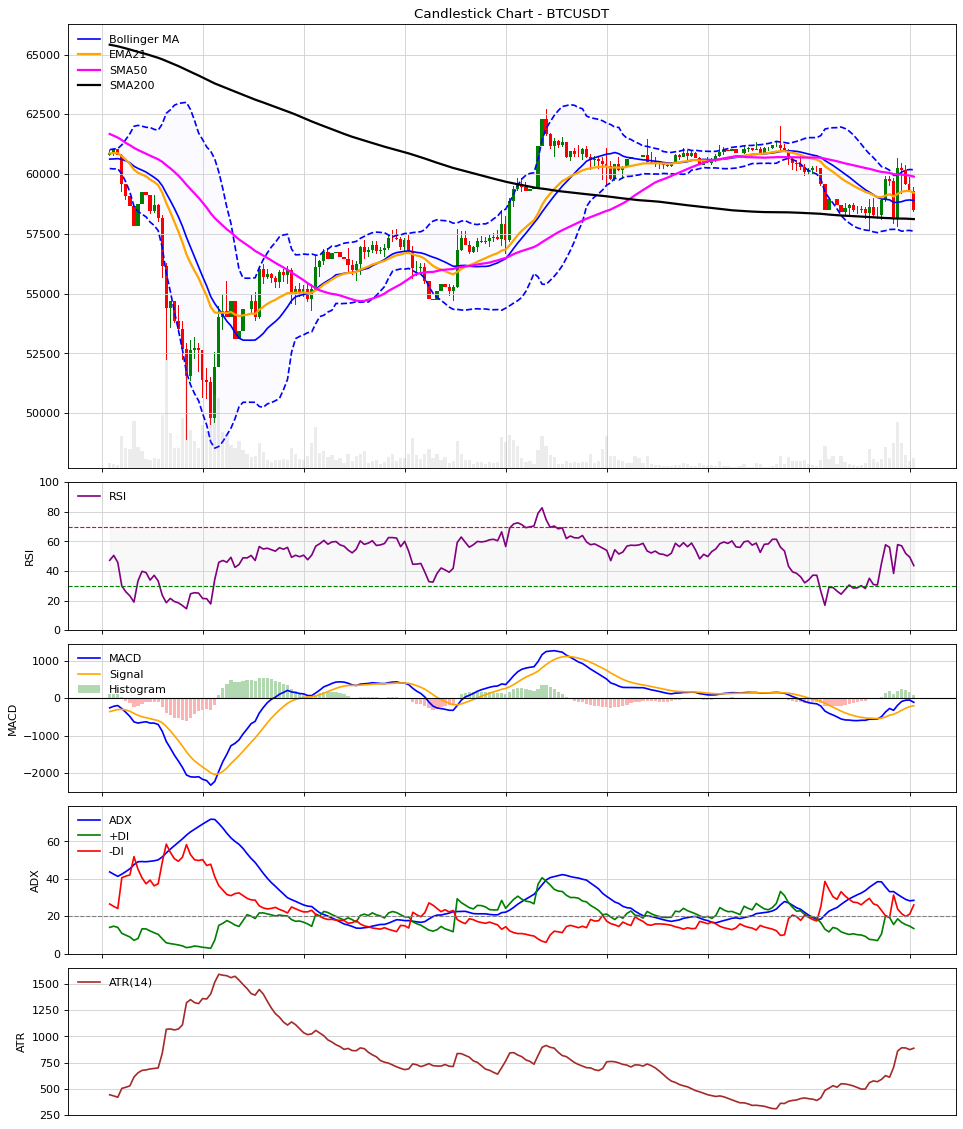 Candlestick Chart - BTCUSDT
Bollinger MA
EMA21
SMA50
SMA200
65000
62500
60000
57500
55000
52500
50000
RSI
100
80
60
40
20
0
RSI
MACD
Signal
Histogram
1000
0
−1000
−2000
MACD
ADX
+DI
-DI
60
40
20
0
ADX
ATR(14)
1500
1250
1000
750
500
250
ATR